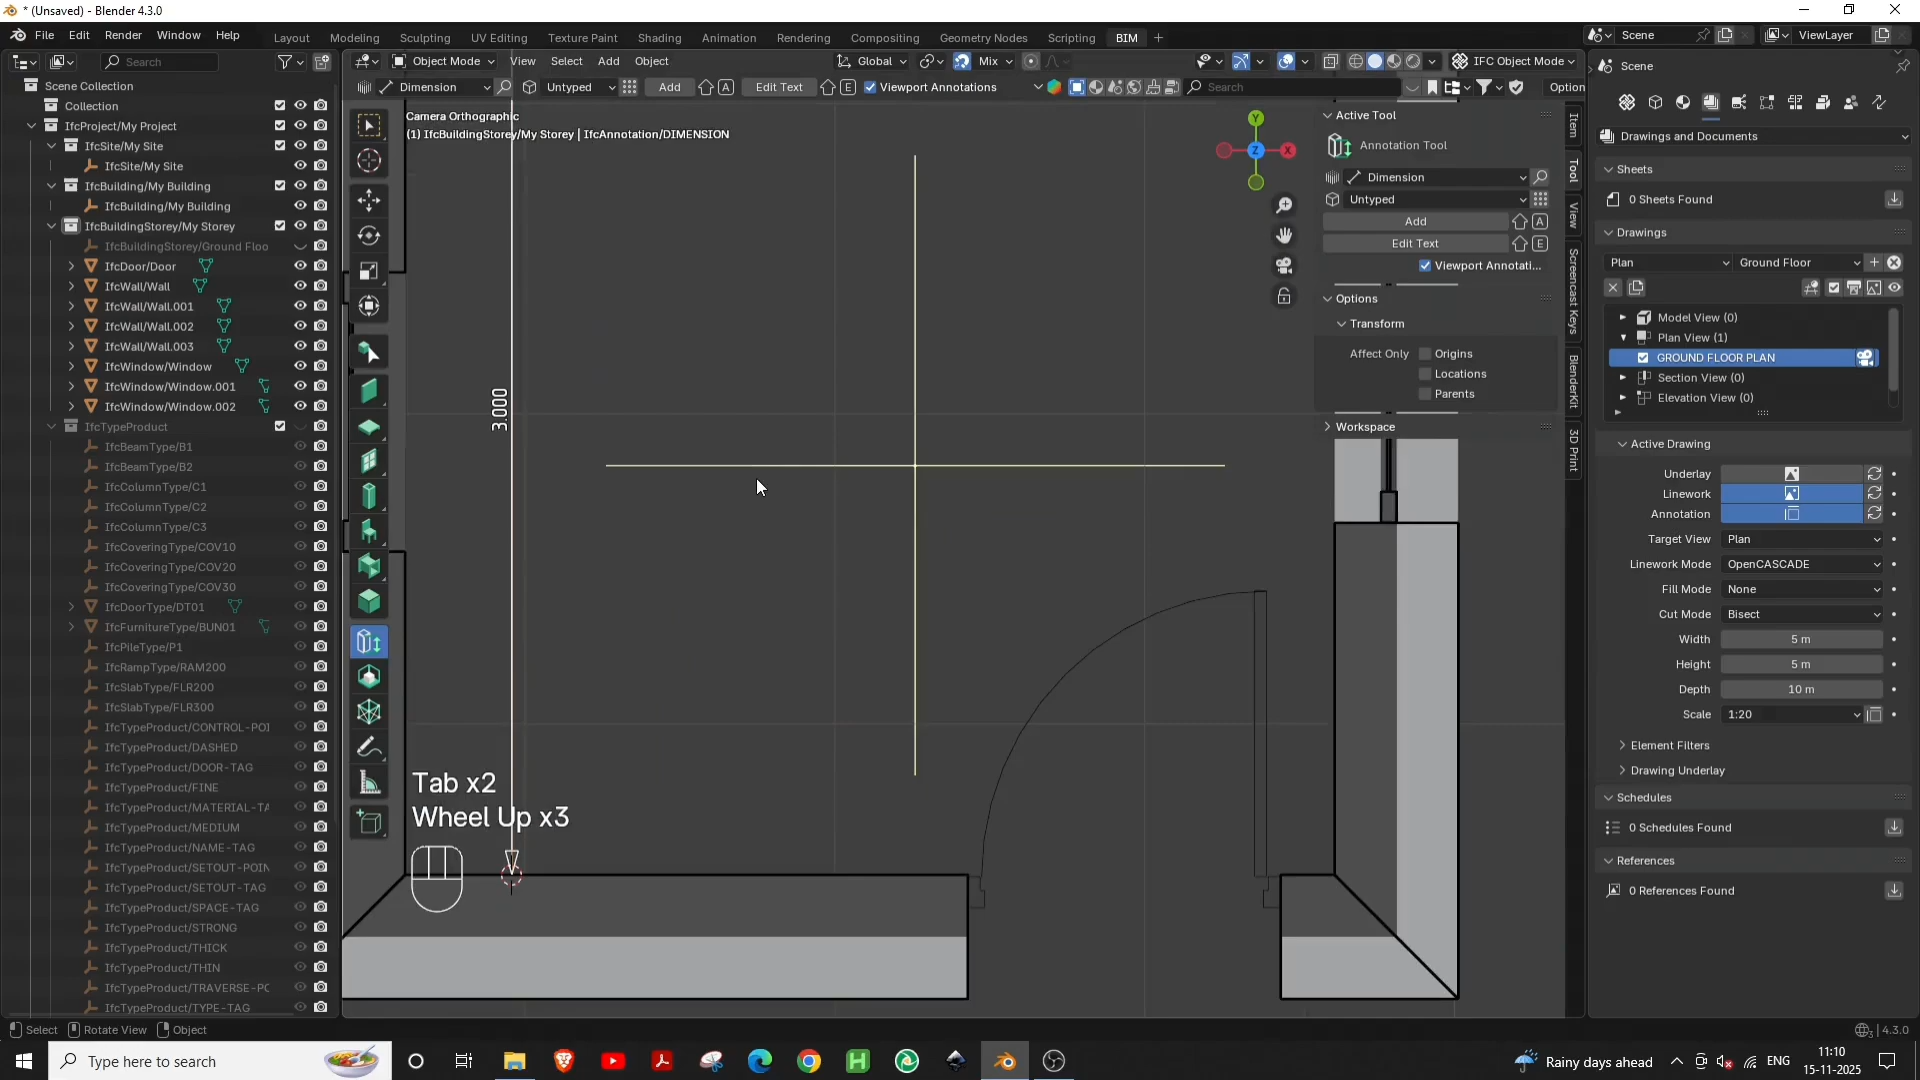 * (Unsaved) - Blender 4.3.0
File Edit Render Window Help
Layout Modeling Sculpting UV Editing Texture Paint Shading Animation Rendering Compositing Geometry Nodes Scripting BIM +
Scene ViewLayer
Search
Object Mode View Select Add Object Global Mix IFC Object Mode
Dimension Untyped Add A Edit Text E Viewport Annotations Search Option
Scene Collection
Collection
IfcProject/My Project
IfcSite/My Site
IfcSite/My Site
IfcBuilding/My Building
IfcBuilding/My Building
IfcBuildingStorey/My Storey
IfcBuildingStorey/Ground Floo
IfcDoor/Door
IfcWall/Wall
IfcWall/Wall.001
IfcWall/Wall.002
IfcWall/Wall.003
IfcWindow/Window
IfcWindow/Window.001
IfcWindow/Window.002
IfcTypeProduct
IfcBeamType/B1
IfcBeamType/B2
IfcColumnType/C1
IfcColumnType/C2
IfcColumnType/C3
IfcCoveringType/COV10
IfcCoveringType/COV20
IfcCoveringType/COV30
IfcDoorType/DT01
IfcFurnitureType/BUN01
IfcPileType/P1
IfcRampType/RAM200
IfcSlabType/FLR200
IfcSlabType/FLR300
IfcTypeProduct/CONTROL-POI
IfcTypeProduct/DASHED
IfcTypeProduct/DOOR-TAG
IfcTypeProduct/FINE
IfcTypeProduct/MATERIAL-TA
IfcTypeProduct/MEDIUM
IfcTypeProduct/NAME-TAG
IfcTypeProduct/SETOUT-POIN
IfcTypeProduct/SETOUT-TAG
IfcTypeProduct/SPACE-TAG
IfcTypeProduct/STRONG
IfcTypeProduct/THICK
IfcTypeProduct/THIN
IfcTypeProduct/TRAVERSE-PC
IfcTypeProduct/TYPE-TAG
Camera Orthographic
(1) IfcBuildingStorey/My Storey | IfcAnnotation/DIMENSION
3.000
Y
Z
X
Tab x2
Wheel Up x3
Active Tool
Annotation Tool
Dimension
Untyped
Add A
Edit Text E
Viewport Annotati...
Options
Transform
Affect Only Origins
Locations
Parents
Workspace
Item
Tool
View
Screencast Keys
BlenderKit
3D Print
Scene
Drawings and Documents
Sheets
0 Sheets Found
Drawings
Plan Ground Floor
Model View (0)
Plan View (1)
GROUND FLOOR PLAN
Section View (0)
Elevation View (0)
Active Drawing
Underlay
Linework
Annotation
Target View Plan
Linework Mode OpenCASCADE
Fill Mode None
Cut Mode Bisect
Width 5 m
Height 5 m
Depth 10 m
Scale 1:20
Element Filters
Drawing Underlay
Schedules
0 Schedules Found
References
0 References Found
Select Rotate View Object 4.3.0
Type here to search
Rainy days ahead ENG 11:10
15-11-2025